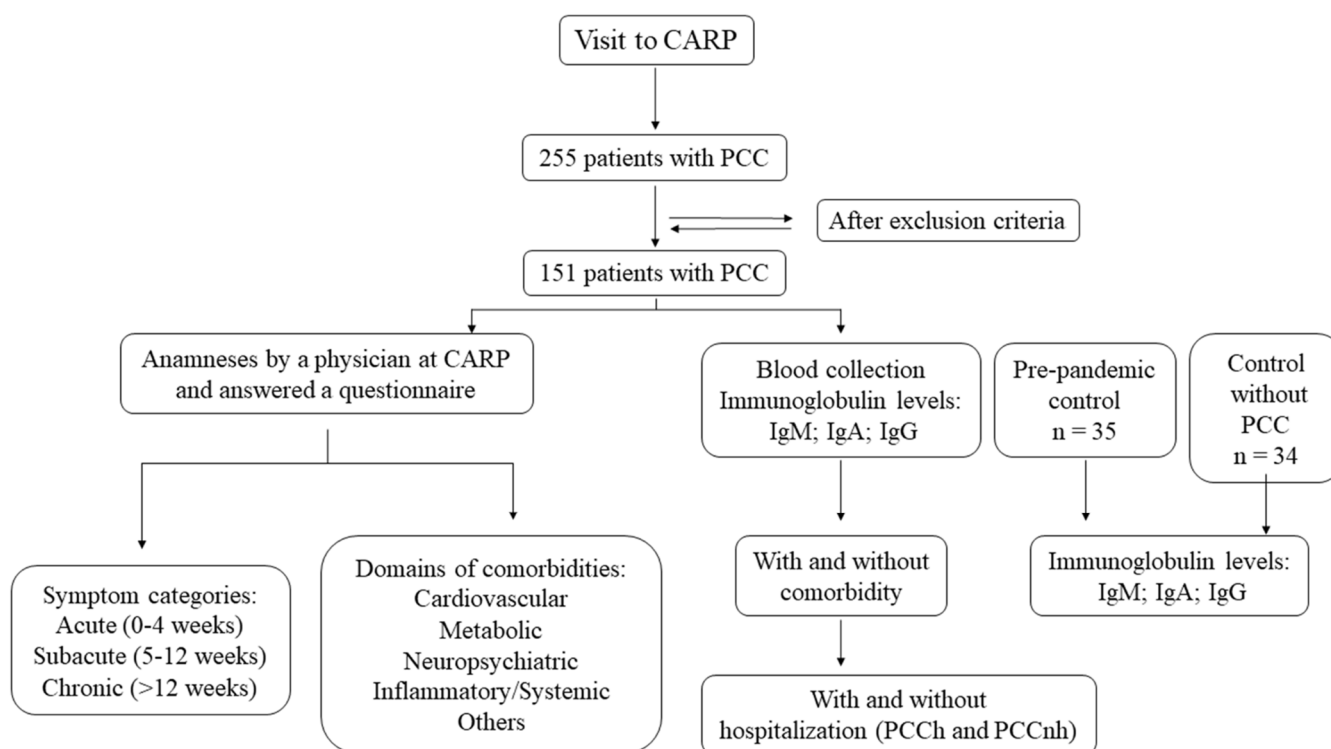 Visit to CARP
255 patients with PCC
After exclusion criteria
151 patients with PCC
Anamneses by a physician at CARP
and answered a questionnaire
Blood collection
Immunoglobulin levels:
IgM; IgA; IgG
Pre-pandemic
control
n = 35
Control
without
PCC
n = 34
Symptom categories:
Acute (0-4 weeks)
Subacute (5-12 weeks)
Chronic (>12 weeks)
Domains of comorbidities:
Cardiovascular
Metabolic
Neuropsychiatric
Inflammatory/Systemic
Others
With and without
comorbidity
Immunoglobulin levels:
IgM; IgA; IgG
With and without
hospitalization (PCCh and PCCnh)